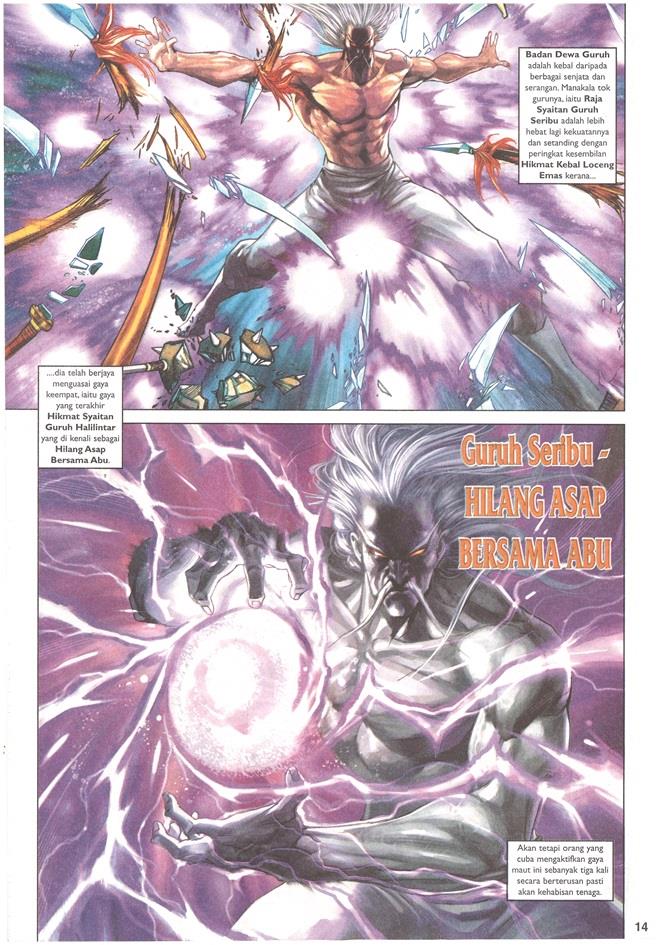 Badan Dewa Guruh
adalah kebal daripada
berbagai senjata dan
serangan. Manakala tok
gurunya, iaitu Raja
Syaitan Guruh
Seribu adalah lebih
hebat lagi kekuatannya
dan setanding dengan
peringkat kesembilan
Hikmat Kebal Loceng
Emas kerana...
....dia telah berjaya
menguasai gaya
keempat, iaitu gaya
yang terakhir
Hikmat Syaitan
Guruh Halilintar
yang di kenali sebagai
Hilang Asap
Bersama Abu.
Guruh Seribu -
HILANG ASAP
BERSAMA ABU
Akan tetapi orang yang
cuba mengaktifkan gaya
maut ini sebanyak tiga kali
secara berterusan pasti
akan kehabisan tenaga.
14